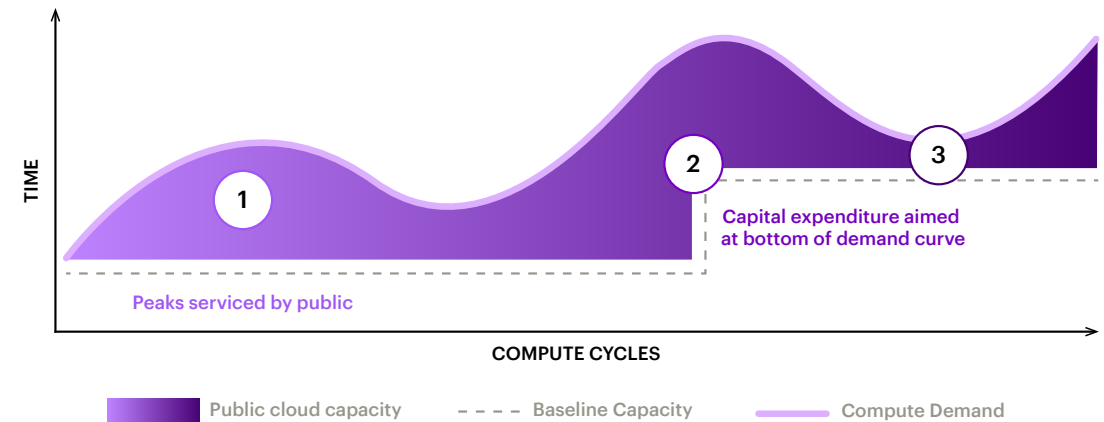 TIME
1
2
3
Capital expenditure aimed
at bottom of demand curve
Peaks serviced by public
COMPUTE CYCLES
Public cloud capacity
Baseline Capacity
Compute Demand